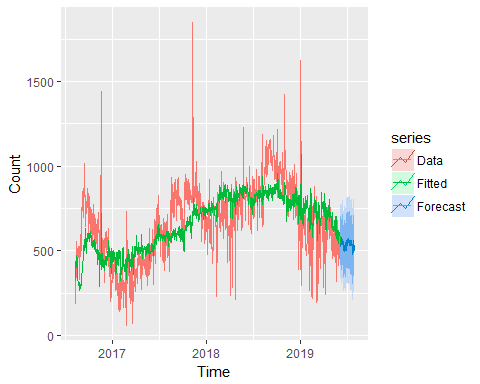 1500
1000
500
0
Count
2017 2018 2019
Time
series
Data
Fitted
Forecast